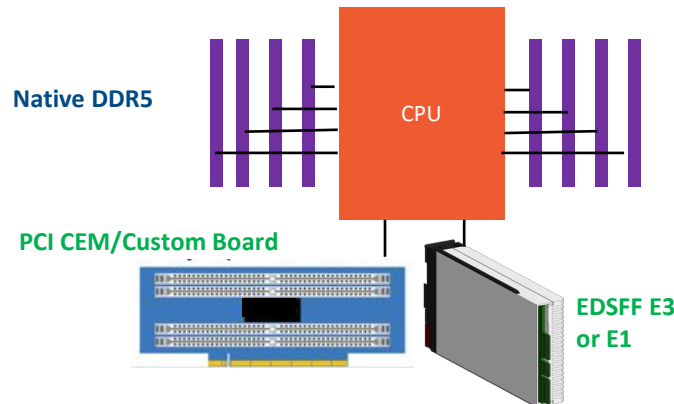 Native DDR5
CPU
PCI CEM/Custom Board
EDSFF E3
or E1